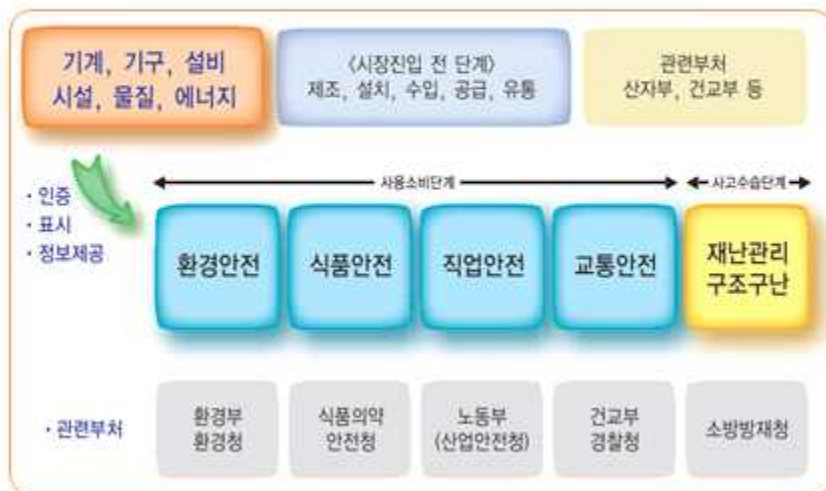 기계, 기구, 설비
시설, 물질, 에너지
〈시장진입 전 단계〉
제조, 설치, 수입, 공급, 유통
관련부처
산자부, 건교부 등
사용소비단계
사고수습단계
· 인증
· 표시
· 정보제공
환경안전
식품안전
직업안전
교통안전
재난관리
구조구난
· 관련부처
환경부
환경청
식품의약
안전청
노동부
(산업안전청)
건교부
경찰청
소방방재청